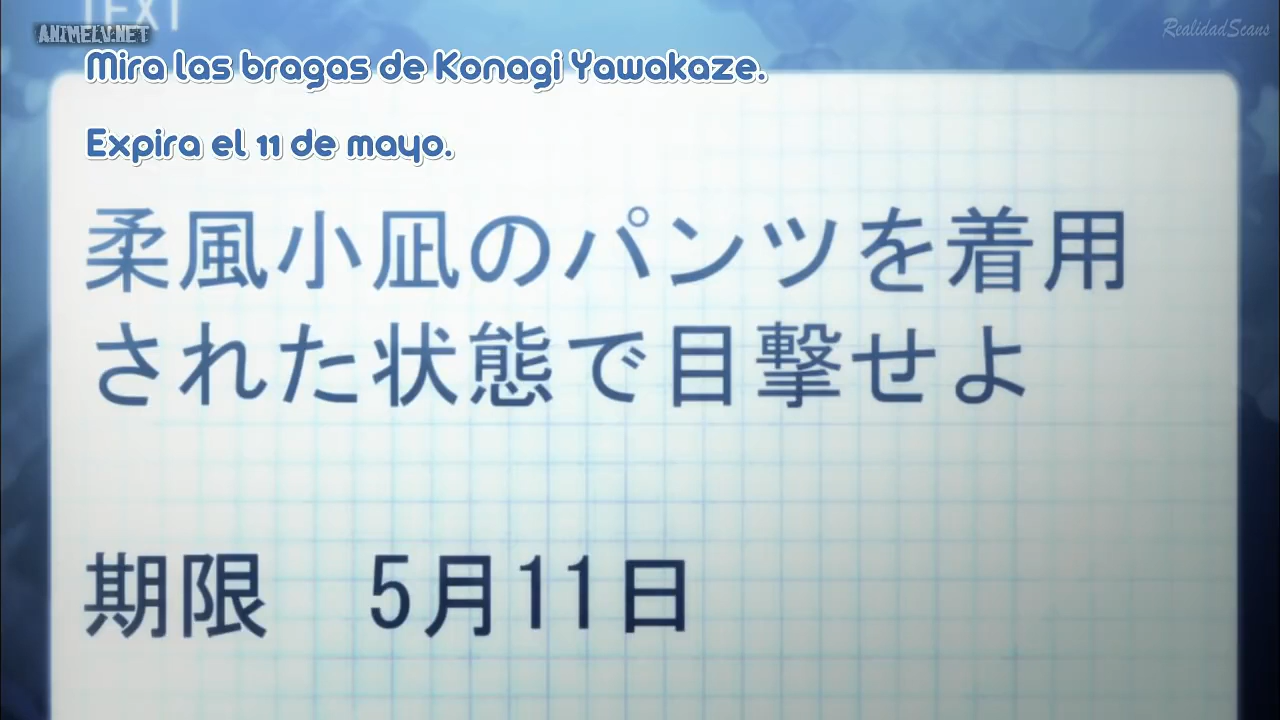 TEXT
ANIMELV.NET
RealidadScans
Mira las bragas de Konagi Yawakaze.
Expira el 11 de mayo.
柔風小凪のパンツを着用
された状態で目撃せよ
期限　5月11日